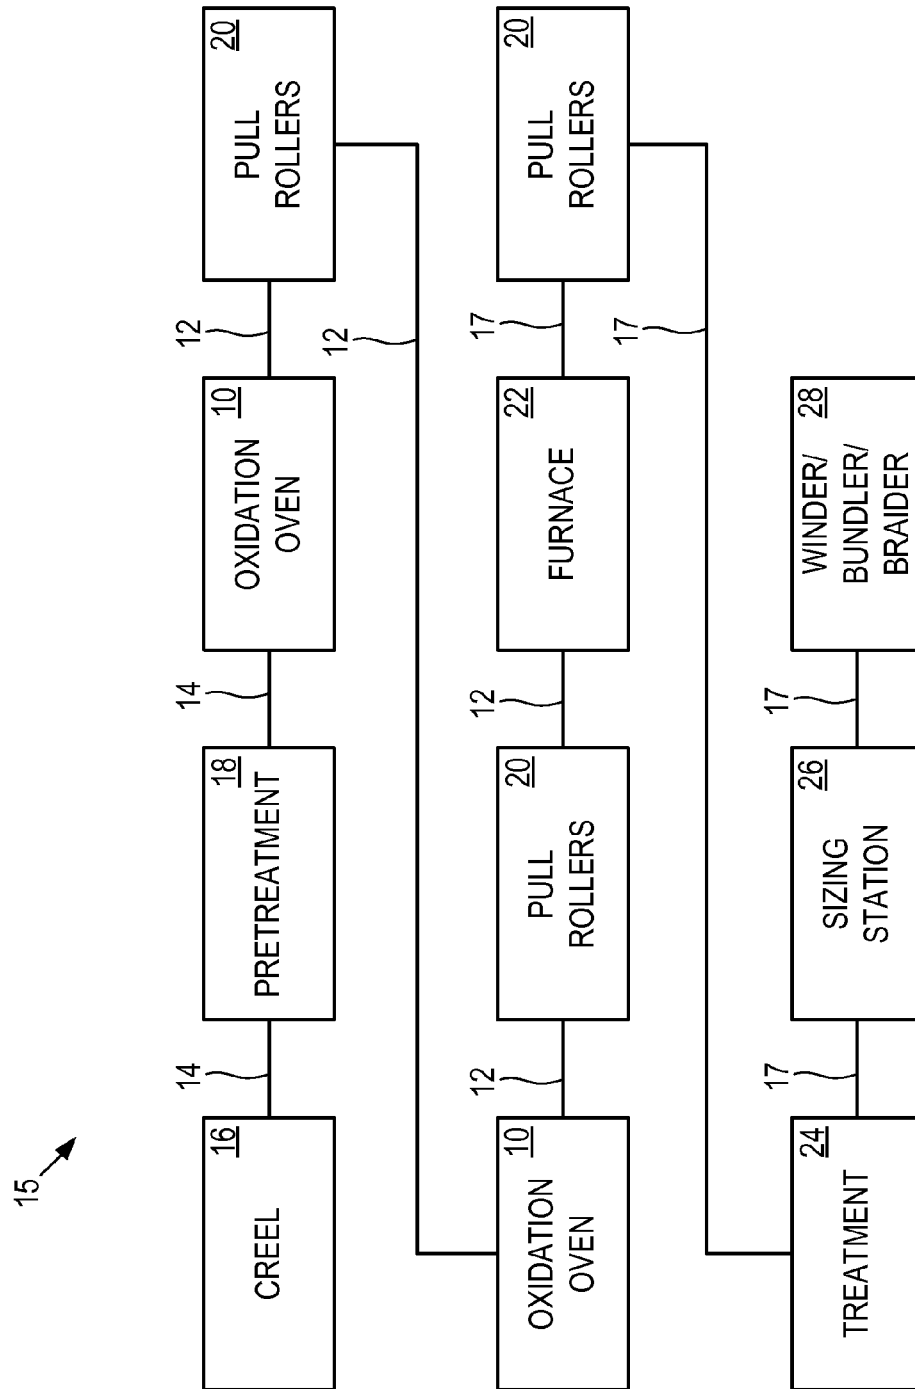 15
16
CREEL
14
18
PRETREATMENT
14
10
OXIDATION
OVEN
12
20
PULL
ROLLERS
12
10
OXIDATION
OVEN
12
20
PULL
ROLLERS
12
22
FURNACE
17
20
PULL
ROLLERS
17
24
TREATMENT
17
26
SIZING
STATION
17
28
WINDER/
BUNDLER/
BRAIDER